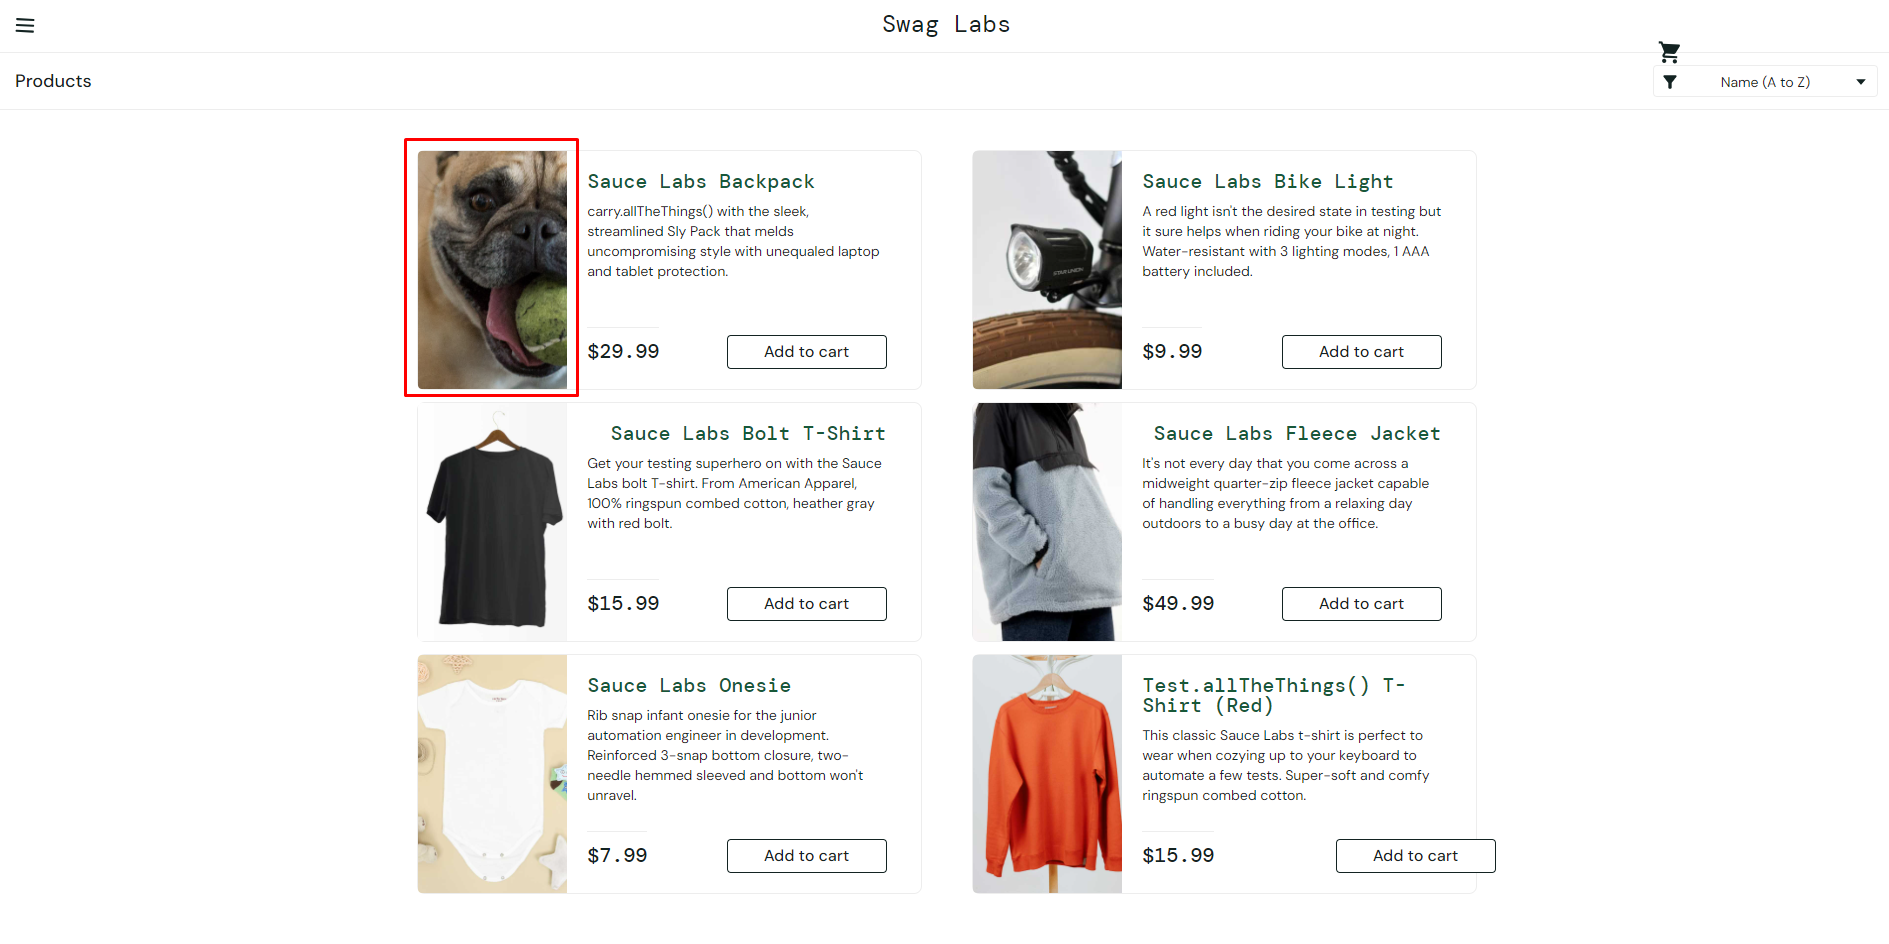 Swag Labs
Products
Name (A to Z)
Sauce Labs Backpack
carry.allTheThings() with the sleek,
streamlined Sly Pack that melds
uncompromising style with unequaled laptop
and tablet protection.
$29.99
Add to cart
Sauce Labs Bike Light
A red light isn't the desired state in testing but
it sure helps when riding your bike at night.
Water-resistant with 3 lighting modes, 1 AAA
battery included.
STAR UNION
$9.99
Add to cart
Sauce Labs Bolt T-Shirt
Get your testing superhero on with the Sauce
Labs bolt T-shirt. From American Apparel,
100% ringspun combed cotton, heather gray
with red bolt.
$15.99
Add to cart
Sauce Labs Fleece Jacket
It's not every day that you come across a
midweight quarter-zip fleece jacket capable
of handling everything from a relaxing day
outdoors to a busy day at the office.
$49.99
Add to cart
Sauce Labs Onesie
Rib snap infant onesie for the junior
automation engineer in development.
Reinforced 3-snap bottom closure, two-
needle hemmed sleeved and bottom won't
unravel.
$7.99
Add to cart
Test.allTheThings() T-
Shirt (Red)
This classic Sauce Labs t-shirt is perfect to
wear when cozying up to your keyboard to
automate a few tests. Super-soft and comfy
ringspun combed cotton.
$15.99
Add to cart